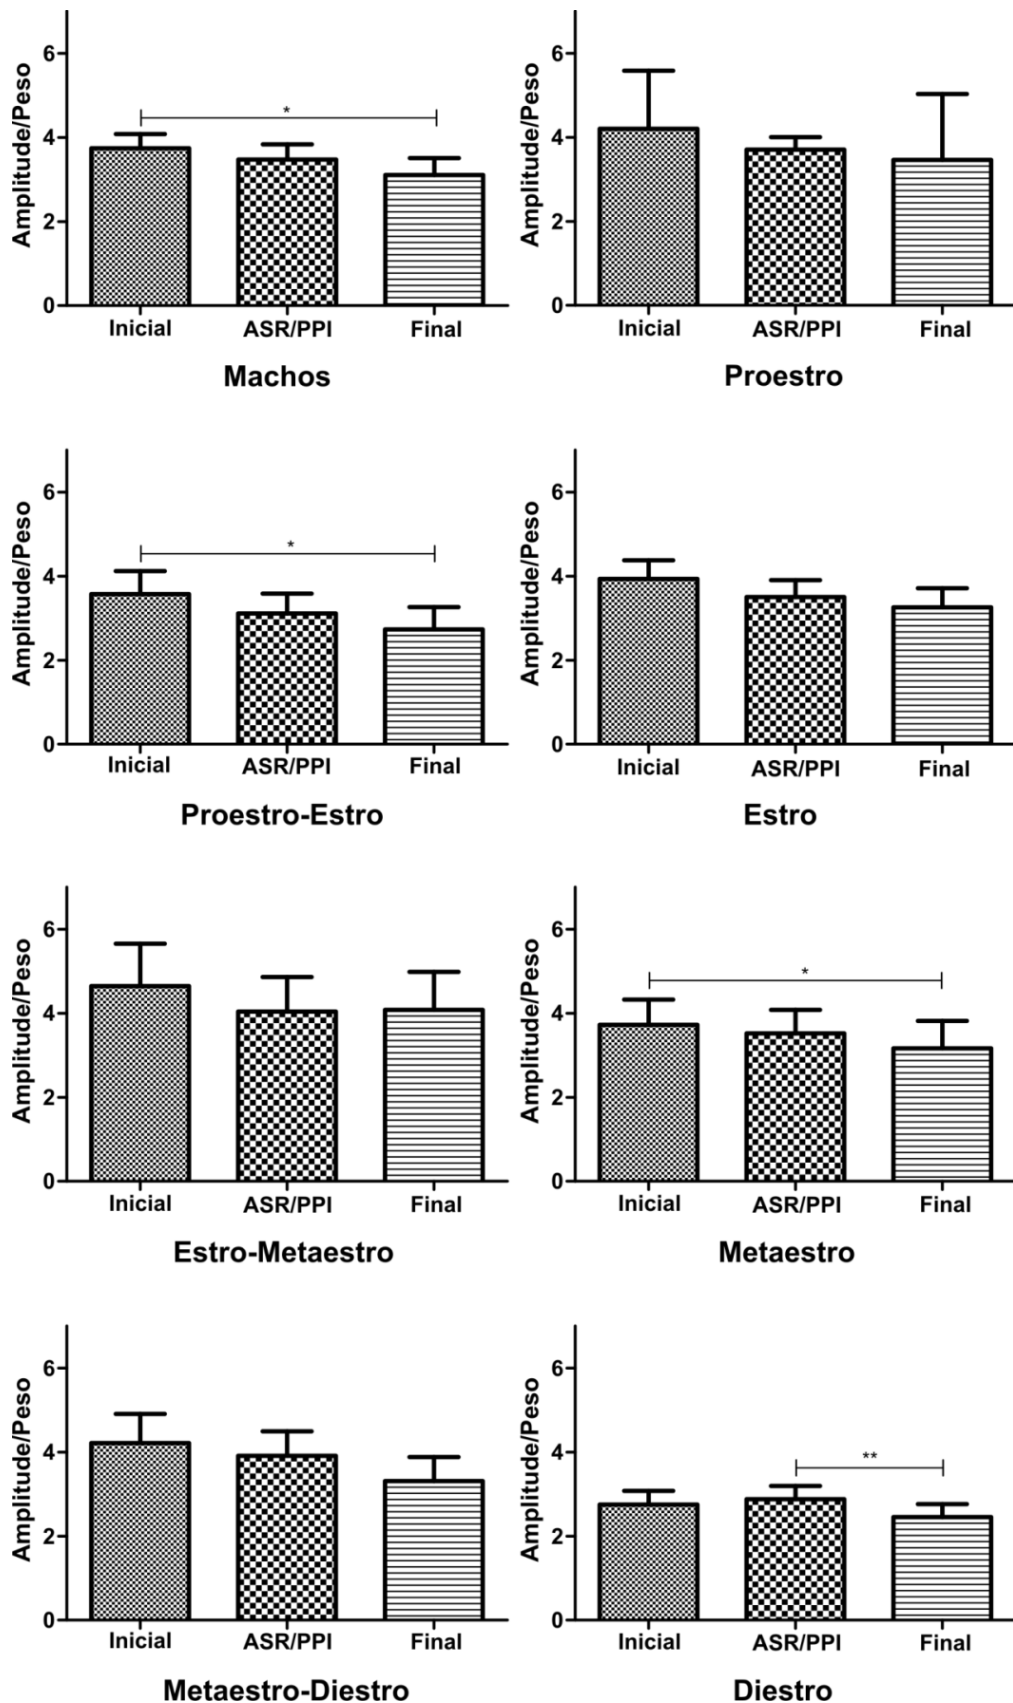 Amplitude/Peso
6
4
2
0
*
Inicial ASR/PPI Final
Machos
Amplitude/Peso
6
4
2
0
Inicial ASR/PPI Final
Proestro
Amplitude/Peso
6
4
2
0
*
Inicial ASR/PPI Final
Proestro-Estro
Amplitude/Peso
6
4
2
0
Inicial ASR/PPI Final
Estro
Amplitude/Peso
6
4
2
0
Inicial ASR/PPI Final
Estro-Metaestro
Amplitude/Peso
6
4
2
0
*
Inicial ASR/PPI Final
Metaestro
Amplitude/Peso
6
4
2
0
Inicial ASR/PPI Final
Metaestro-Diestro
Amplitude/Peso
6
4
2
0
**
Inicial ASR/PPI Final
Diestro